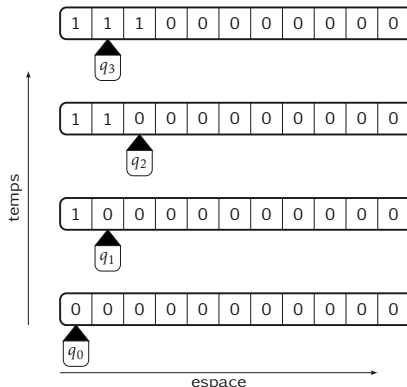 1 1 1 0 0 0 0 0 0 0 0
q3
1 1 0 0 0 0 0 0 0 0 0
q2
temps
1 0 0 0 0 0 0 0 0 0 0
q1
0 0 0 0 0 0 0 0 0 0 0
q0
espace